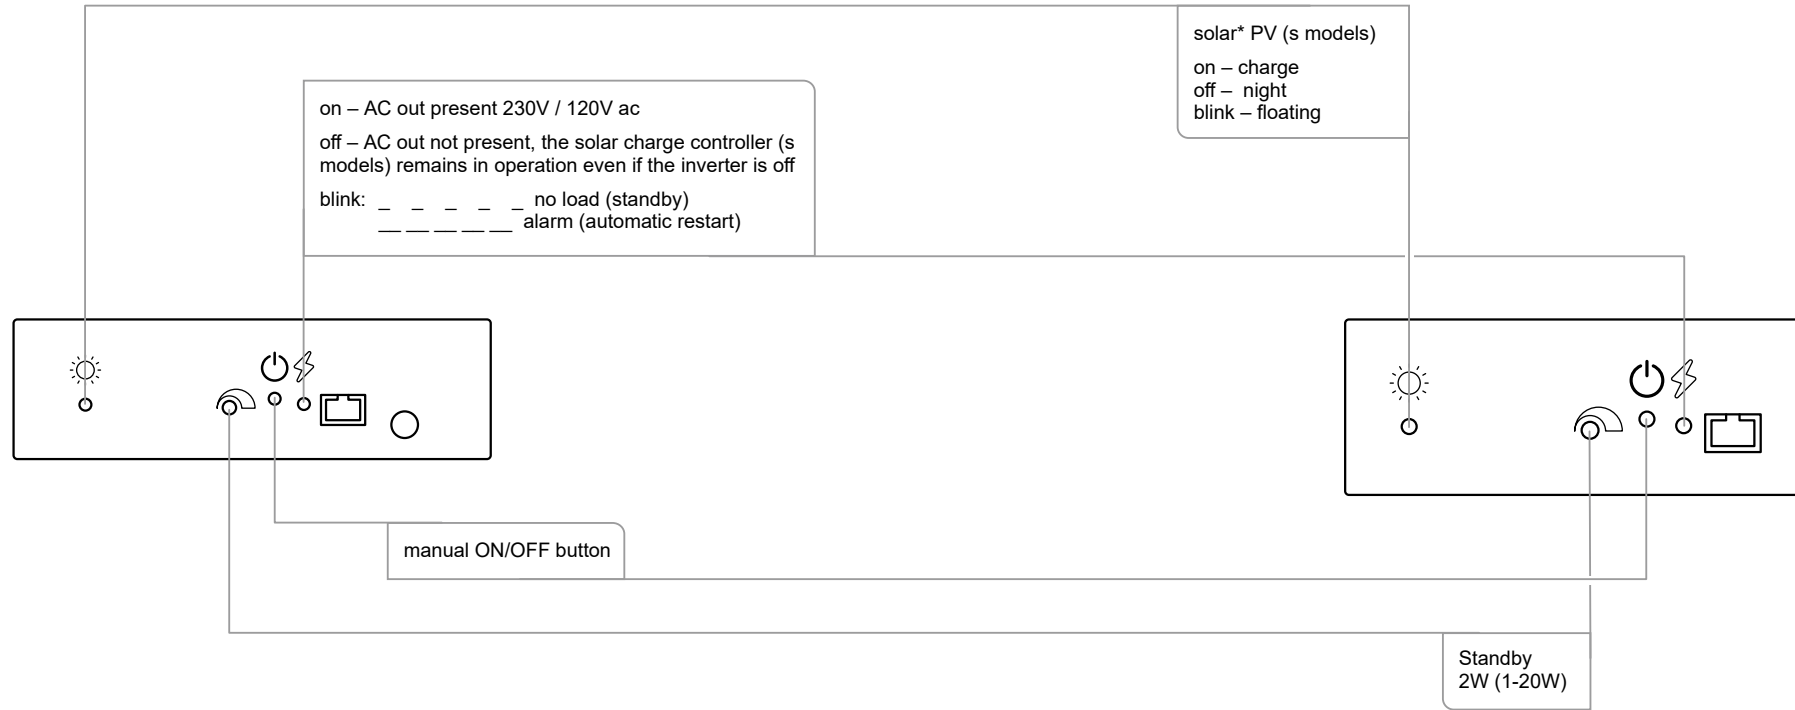 solar* PV (s models)
on – charge
off – night
blink – floating
on – AC out present 230V / 120V ac
off – AC out not present, the solar charge controller (s
models) remains in operation even if the inverter is off
blink: _ _ _ _ _ no load (standby)
__ __ __ __ __ alarm (automatic restart)
manual ON/OFF button
Standby
2W (1-20W)